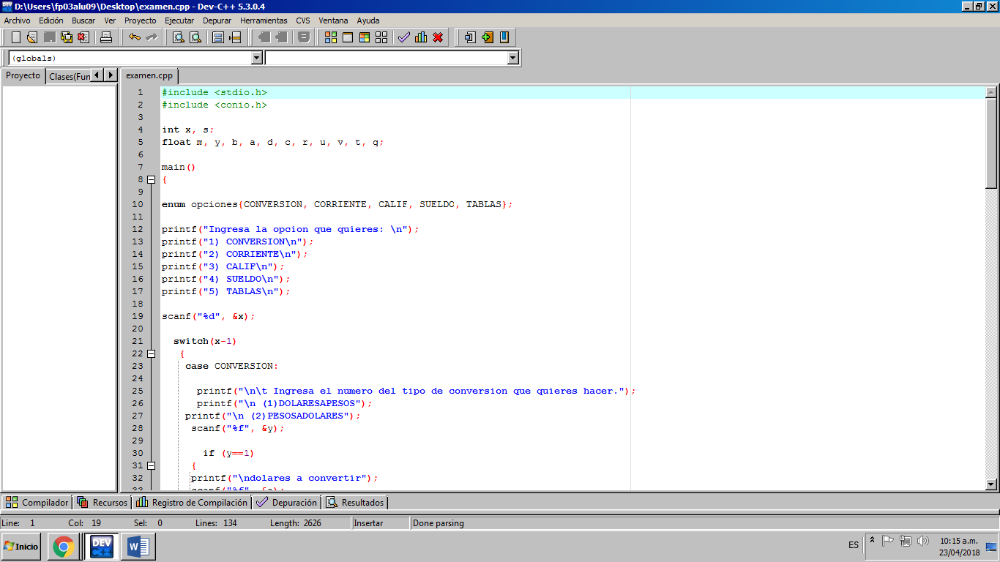 D:\Users\fp03alu09\Desktop\examen.cpp - Dev-C++ 5.3.0.4
Archivo Edición Buscar Ver Proyecto Ejecutar Depurar Herramientas CVS Ventana Ayuda
(globals)
Proyecto Clases(Fun examen.cpp
1 #include <stdio.h>
2 #include <conio.h>
3
4 int x, s;
5 float m, y, b, a, d, c, r, u, v, t, q;
6
7 main()
8 {
9
10 enum opciones{CONVERSION, CORRIENTE, CALIF, SUELDO, TABLAS};
11
12 printf("Ingresa la opcion que quieres: \n");
13 printf("1) CONVERSION\n");
14 printf("2) CORRIENTE\n");
15 printf("3) CALIF\n");
16 printf("4) SUELDO\n");
17 printf("5) TABLAS\n");
18
19 scanf("%d", &x);
20
21 switch(x-1)
22 {
23 case CONVERSION:
24
25 printf("\n\t Ingresa el numero del tipo de conversion que quieres hacer.");
26 printf("\n (1)DOLARESAPESOS");
27 printf("\n (2)PESOSADOLARES");
28 scanf("%f", &y);
29
30 if (y==1)
31 {
32 printf("\ndolares a convertir");
Compilador Recursos Registro de Compilación Depuración Resultados
Line: 1 Col: 19 Sel: 0 Lines: 134 Length: 2626 Insertar Done parsing
Inicio DEV C++ W ES 10:15 a.m.
23/04/2018